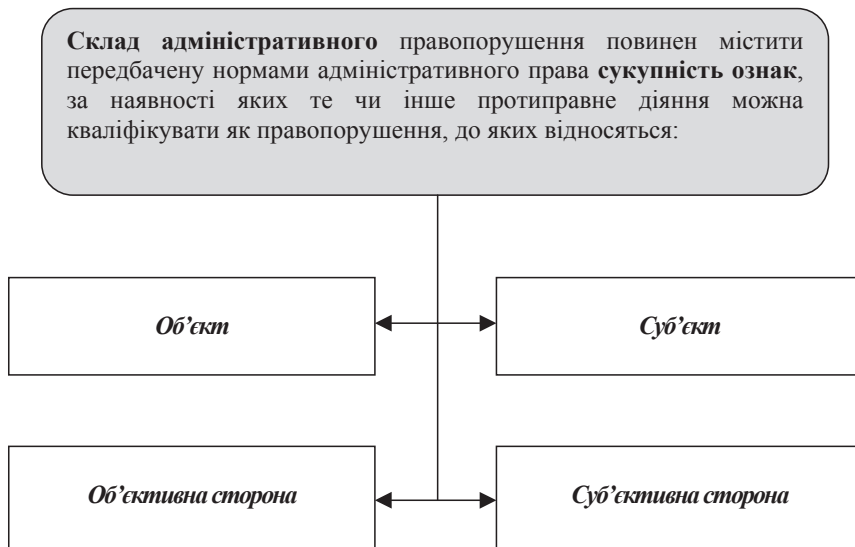 Склад адміністративного правопорушення повинен містити
передбачену нормами адміністративного права сукупність ознак,
за наявності яких те чи інше протиправне діяння можна
кваліфікувати як правопорушення, до яких відносяться:
Об’єкт
Суб’єкт
Об’єктивна сторона
Суб’єктивна сторона